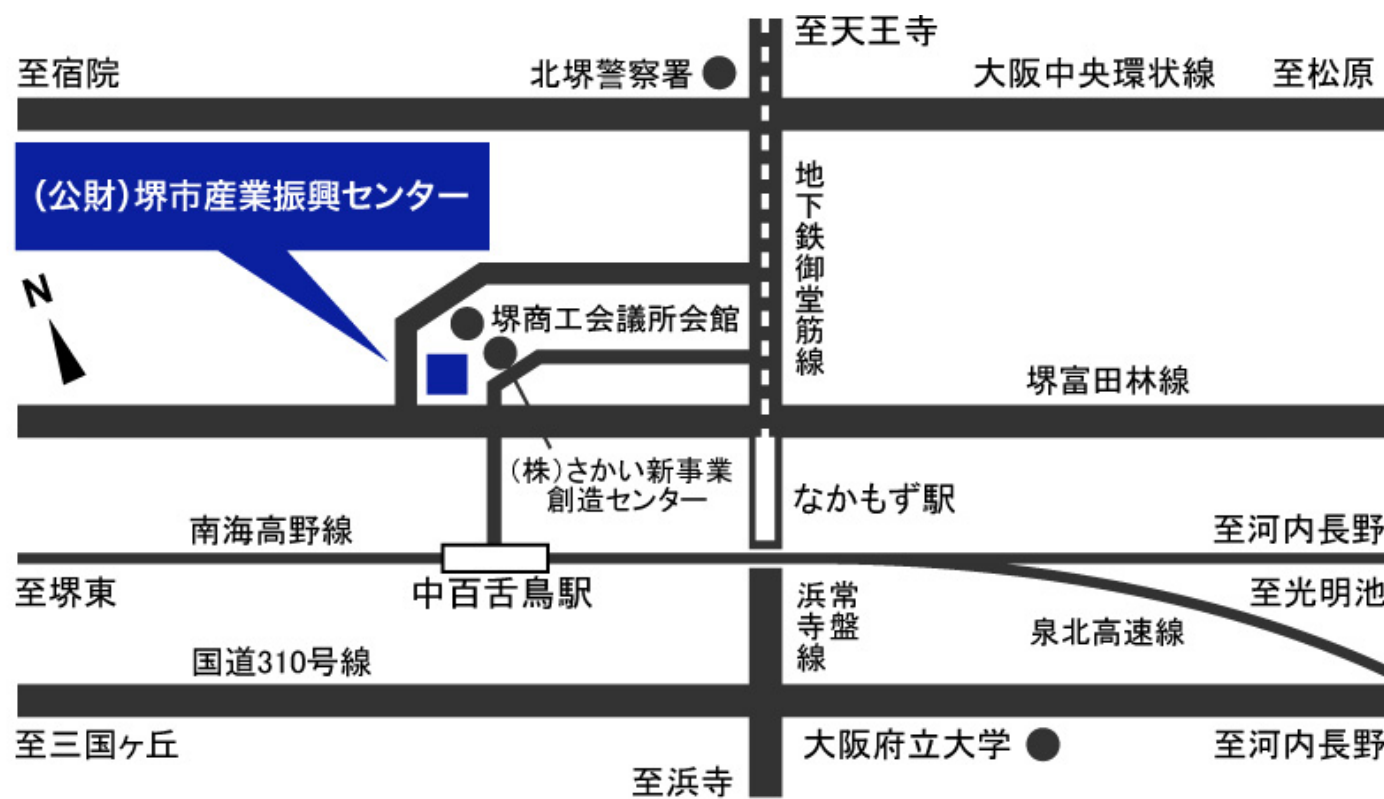 至天王寺
至宿院
北堺警察署
大阪中央環状線
至松原
(公財)堺市産業振興センター
地下鉄御堂筋線
N
堺商工会議所会館
堺富田林線
(株)さかい新事業
創造センター
なかもず駅
南海高野線
至河内長野
至堺東
中百舌鳥駅
常盤
浜寺線
至光明池
泉北高速線
国道310号線
至三国ヶ丘
大阪府立大学
至河内長野
至浜寺